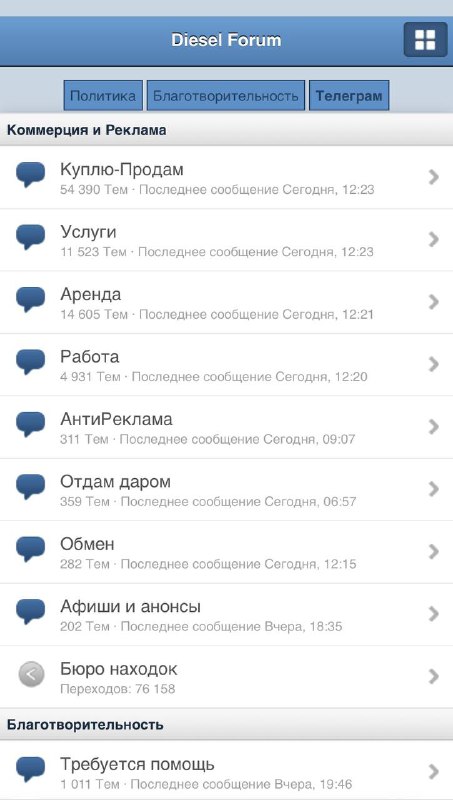 Diesel Forum
Политика Благотворительность Телеграм
Коммерция и Реклама
Куплю-Продам
54 390 Тем · Последнее сообщение Сегодня, 12:23
Услуги
11 523 Тем · Последнее сообщение Сегодня, 12:23
Аренда
14 605 Тем · Последнее сообщение Сегодня, 12:21
Работа
4 931 Тем · Последнее сообщение Сегодня, 12:20
АнтиРеклама
311 Тем · Последнее сообщение Сегодня, 09:07
Отдам даром
359 Тем · Последнее сообщение Сегодня, 06:57
Обмен
282 Тем · Последнее сообщение Сегодня, 12:15
Афиши и анонсы
202 Тем · Последнее сообщение Вчера, 18:35
Бюро находок
Переходов: 76 158
Благотворительность
Требуется помощь
1 011 Тем · Последнее сообщение Вчера, 19:46